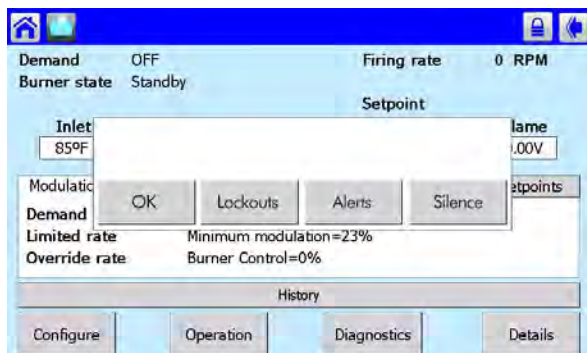 Demand OFF Firing rate 0 RPM
Burner state Standby
Setpoint
Inlet lame
85ºF .00V
Modulatic etpoints
OK Lockouts Alerts Silence
Demand
Limited rate Minimum modulation=23%
Override rate Burner Control=0%
History
Configure Operation Diagnostics Details